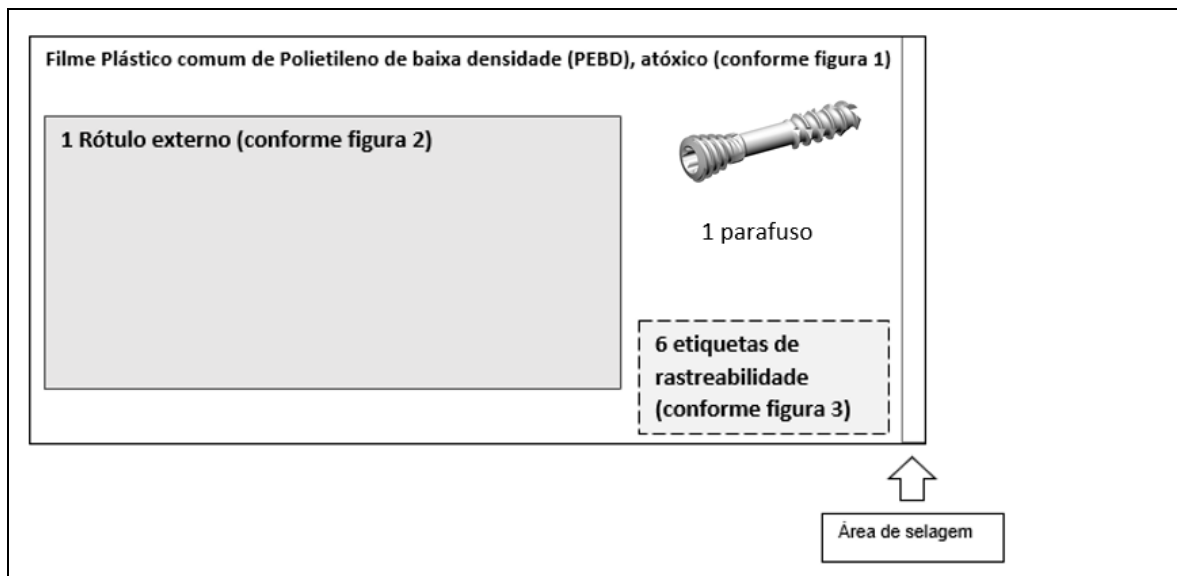 Filme Plástico comum de Polietileno de baixa densidade (PEBD), atóxico (conforme figura 1)
1 Rótulo externo (conforme figura 2)
1 parafuso
6 etiquetas de
rastreabilidade
(conforme figura 3)
Área de selagem